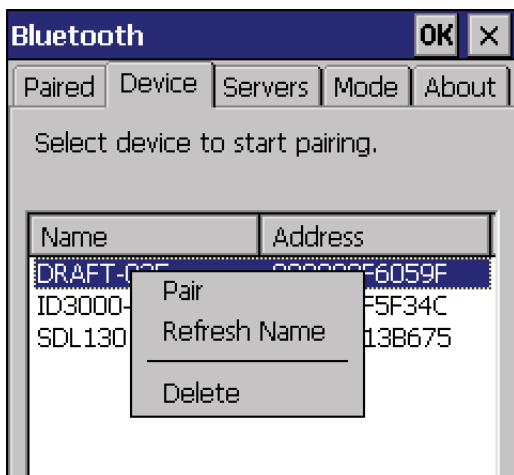 Bluetooth OK ×
Paired Device Servers Mode About
Select device to start pairing.
Name Address
Pair
Refresh Name
Delete
ID3000-
SDL130 13B675